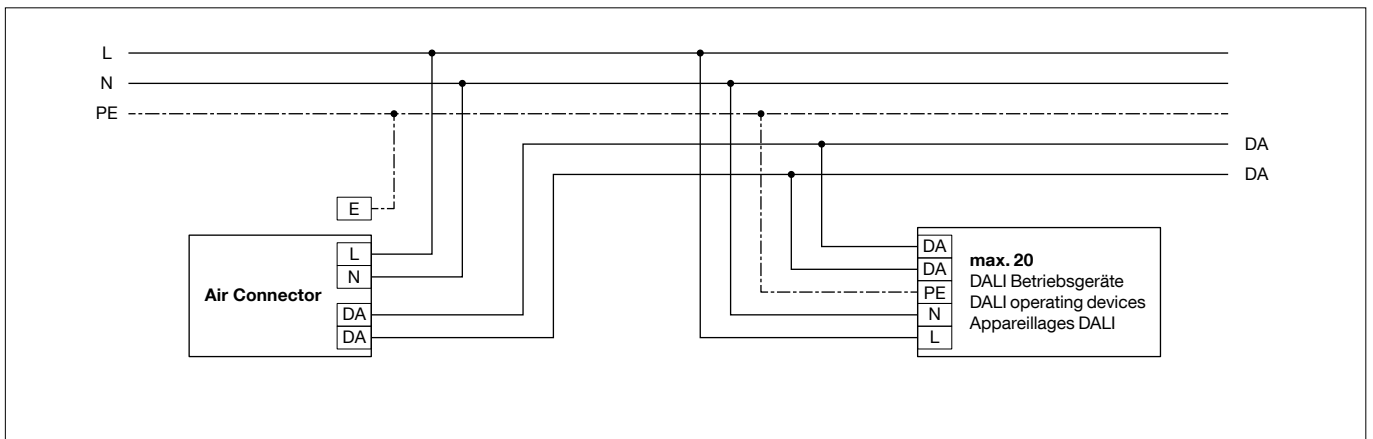 L
N
PE
DA
DA
E
L
N
Air Connector
DA
DA
DA
DA
PE
N
L
max. 20
DALI Betriebsgeräte
DALI operating devices
Appareillages DALI